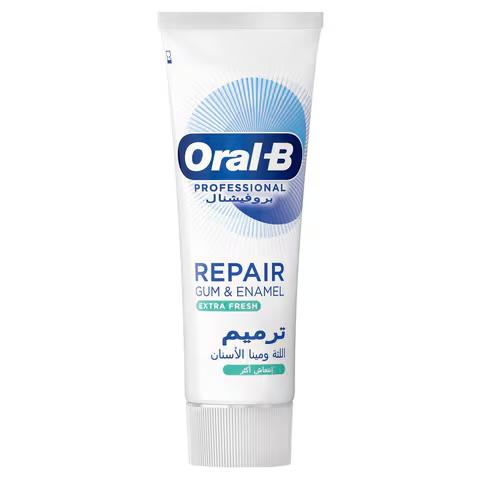 Oral-B
PROFESSIONAL
بروفيشنال
REPAIR
GUM & ENAMEL
EXTRA FRESH
ترميم
اللثة ومينا الأسنان
إنتعاش أكثر